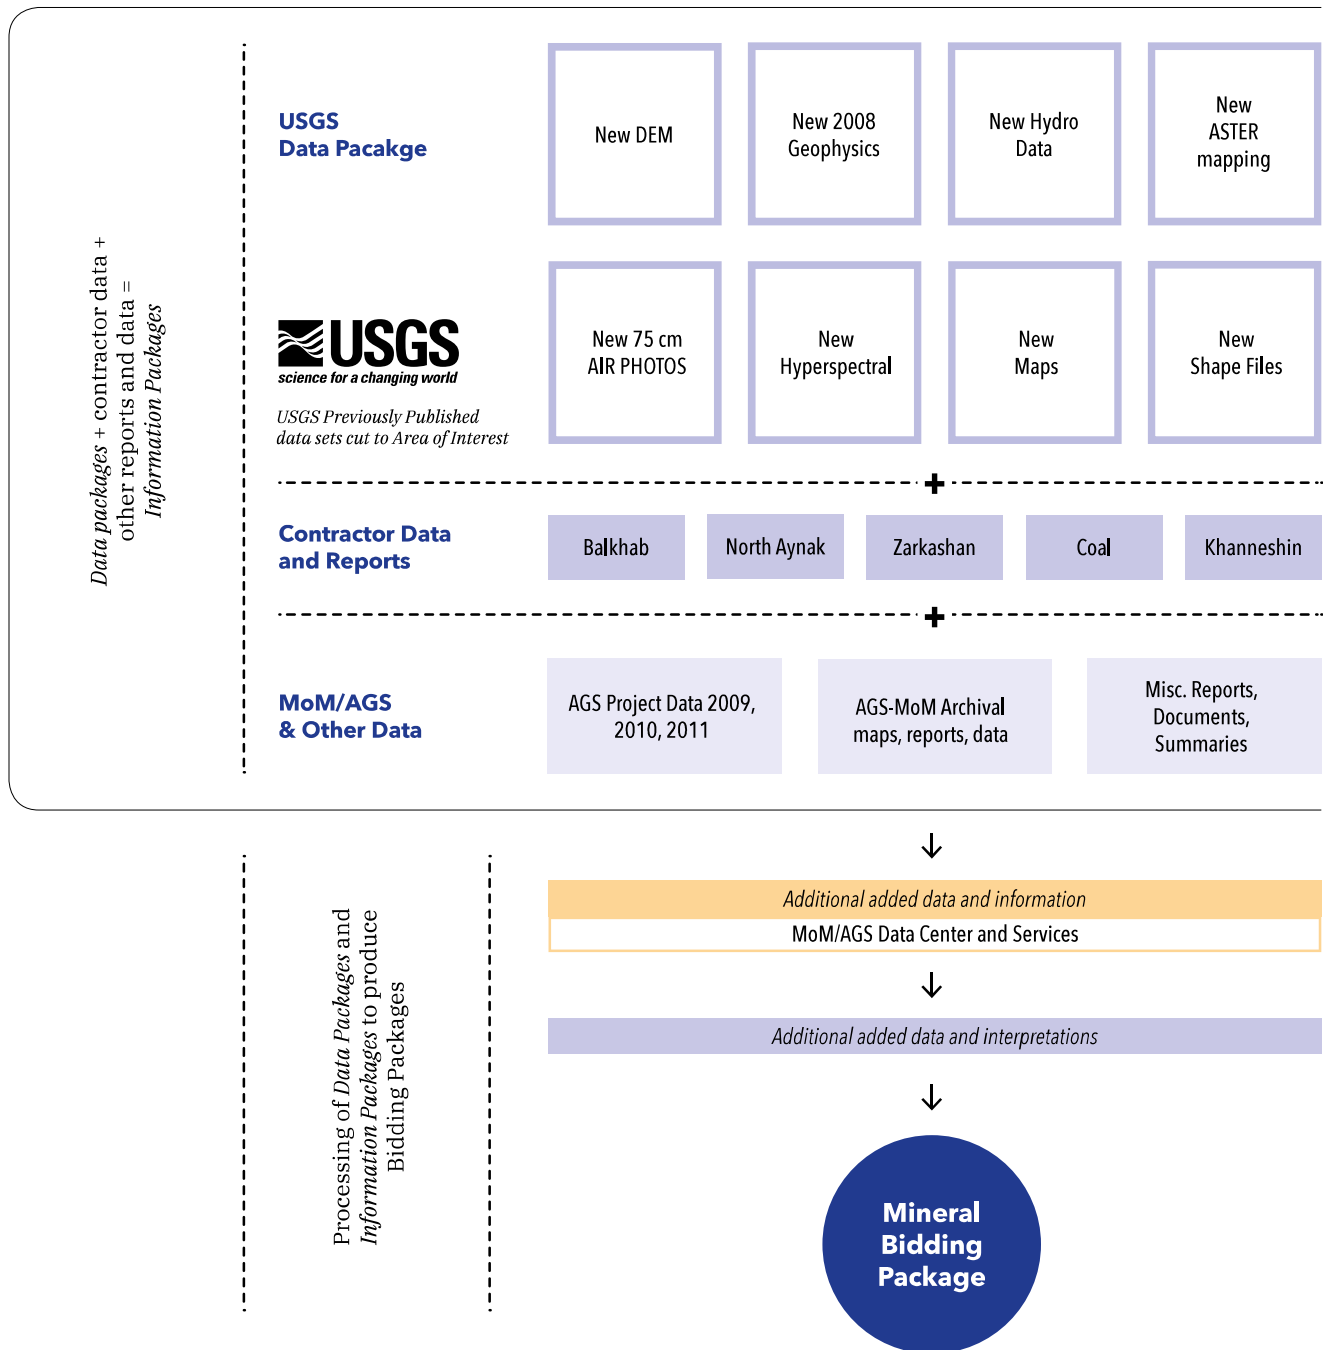 Data packages + contractor data +
other reports and data =
Information Packages
USGS
Data Pacakge
New DEM
New 2008
Geophysics
New Hydro
Data
New
ASTER
mapping
USGS
science for a changing world
USGS Previously Published
data sets cut to Area of Interest
New 75 cm
AIR PHOTOS
New
Hyperspectral
New
Maps
New
Shape Files
+
Contractor Data
and Reports
Balkhab
North Aynak
Zarkashan
Coal
Khanneshin
+
MoM/AGS
& Other Data
AGS Project Data 2009,
2010, 2011
AGS-MoM Archival
maps, reports, data
Misc. Reports,
Documents,
Summaries
Processing of Data Packages and
Information Packages to produce
Bidding Packages
Additional added data and information
MoM/AGS Data Center and Services
Additional added data and interpretations
Mineral
Bidding
Package